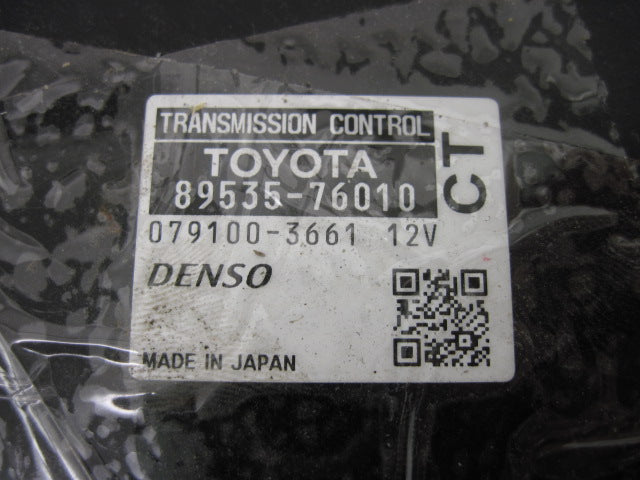 TRANSMISSION CONTROL
TOYOTA
89535-76010
CT
079100-3661 12V
DENSO
MADE IN JAPAN